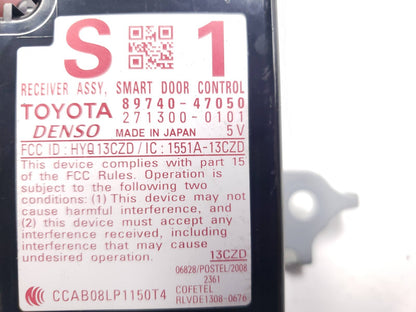 S 1
RECEIVER ASSY, SMART DOOR CONTROL
TOYOTA 89740-47050
DENSO 271300-0101
MADE IN JAPAN 5V
FCC ID : HYQ13CZD / IC : 1551A-13CZD
This device complies with part 15
of the FCC Rules. Operation is
subject to the following two
conditions: (1) This device may not
cause harmful interference, and
(2) this device must accept any
interference received, including
interference that may cause
undesired operation. 13CZD
06828/POSTEL/2008
2361
CCAB08LP1150T4 COFETEL
RLVDE1308-0676